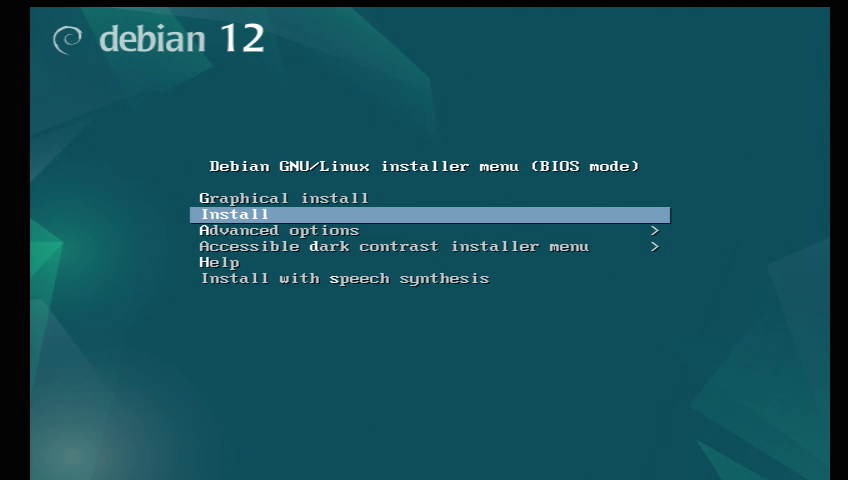 debian 12
Debian GNU/Linux installer menu (BIOS mode)
Graphical install
Install
Advanced options >
Accessible dark contrast installer menu >
Help
Install with speech synthesis